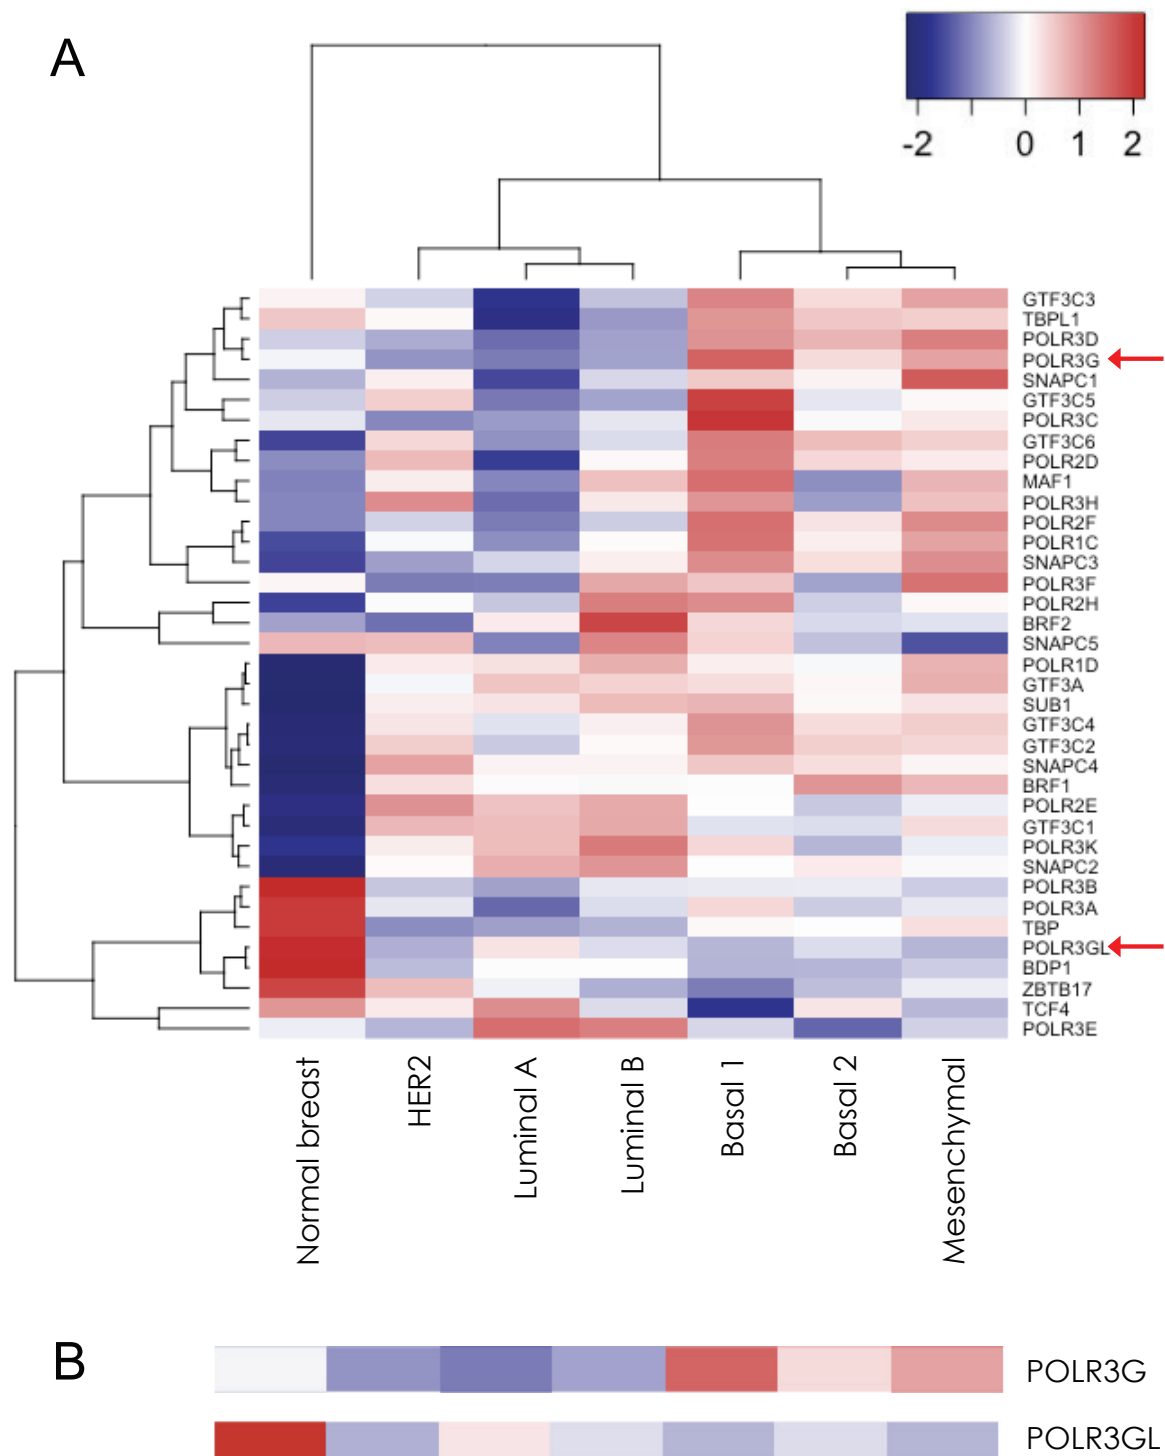 A
-2 0 1 2
GTF3C3
TBPL1
POLR3D
POLR3G
SNAPC1
GTF3C5
POLR3C
GTF3C6
POLR2D
MAF1
POLR3H
POLR2F
POLR1C
SNAPC3
POLR3F
POLR2H
BRF2
SNAPC5
POLR1D
GTF3A
SUB1
GTF3C4
GTF3C2
SNAPC4
BRF1
POLR2E
GTF3C1
POLR3K
SNAPC2
POLR3B
POLR3A
TBP
POLR3GL
BDP1
ZBTB17
TCF4
POLR3E
Normal breast
HER2
Luminal A
Luminal B
Basal 1
Basal 2
Mesenchymal
B
POLR3G
POLR3GL